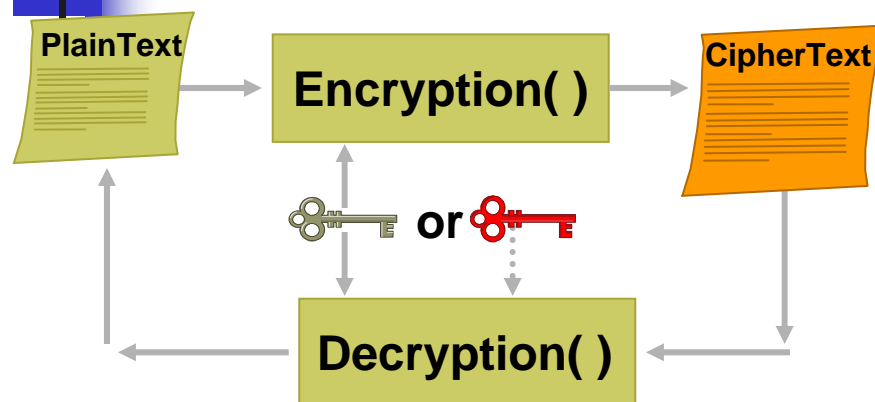 PlainText
Encryption( )
CipherText
or
Decryption( )